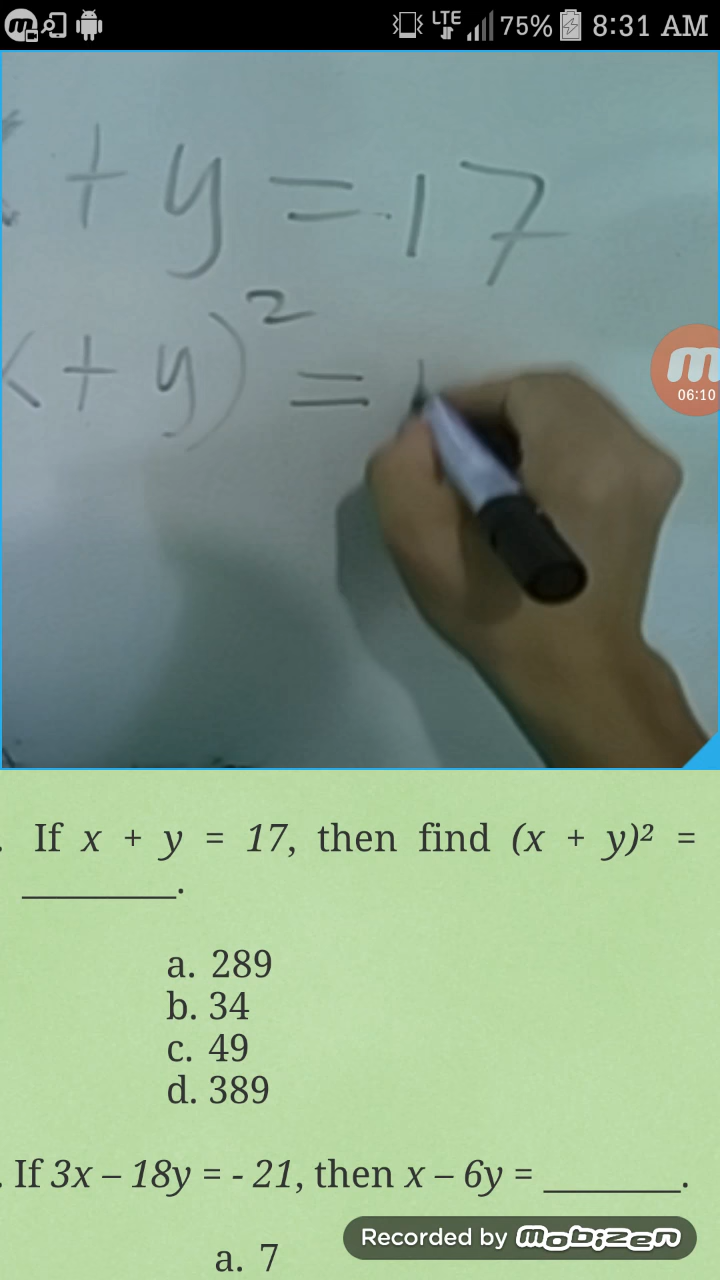 LTE 75% 8:31 AM
+ y = 17
+ y)² =
06:10
. If x + y = 17, then find (x + y)² =
________.
a. 289
b. 34
c. 49
d. 389
. If 3x – 18y = - 21, then x – 6y = _______.
a. 7
Recorded by mobizen